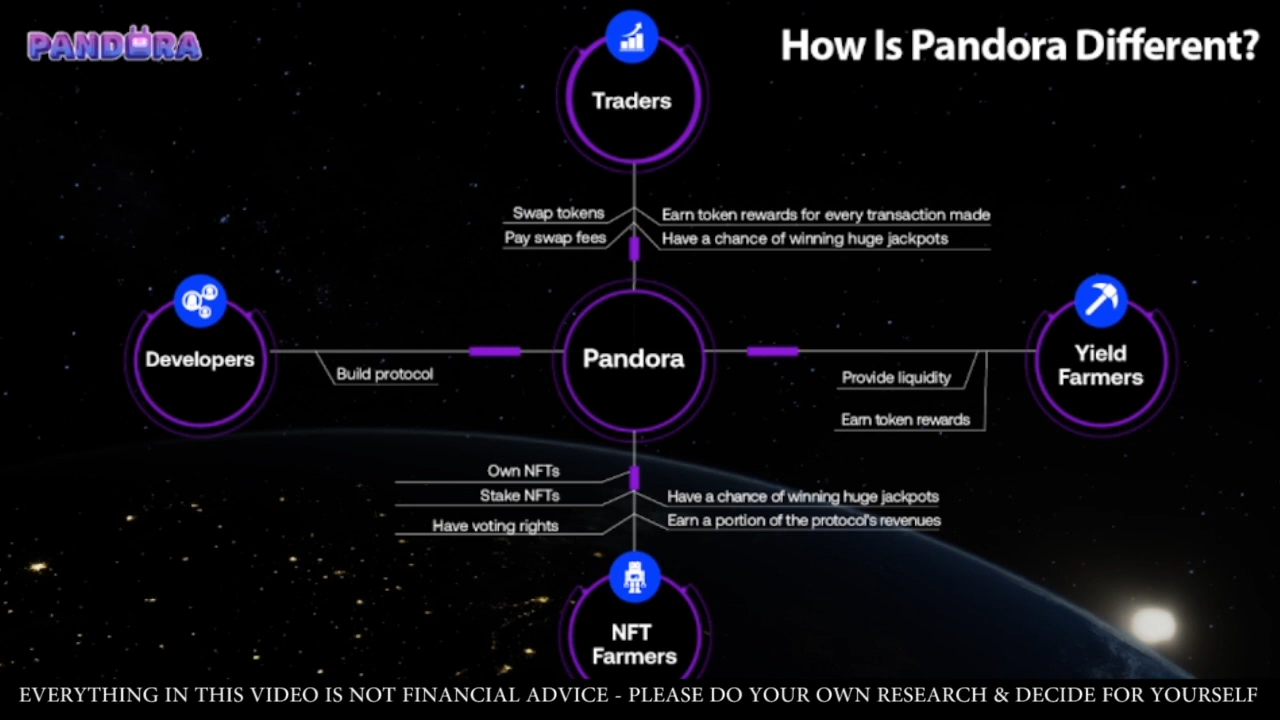 PANDORA
How Is Pandora Different?
Traders
Swap tokens
Pay swap fees
Earn token rewards for every transaction made
Have a chance of winning huge jackpots
Developers
Build protocol
Pandora
Provide liquidity
Earn token rewards
Yield
Farmers
Own NFTs
Stake NFTs
Have voting rights
Have a chance of winning huge jackpots
Earn a portion of the protocol's revenues
NFT
Farmers
EVERYTHING IN THIS VIDEO IS NOT FINANCIAL ADVICE - PLEASE DO YOUR OWN RESEARCH & DECIDE FOR YOURSELF